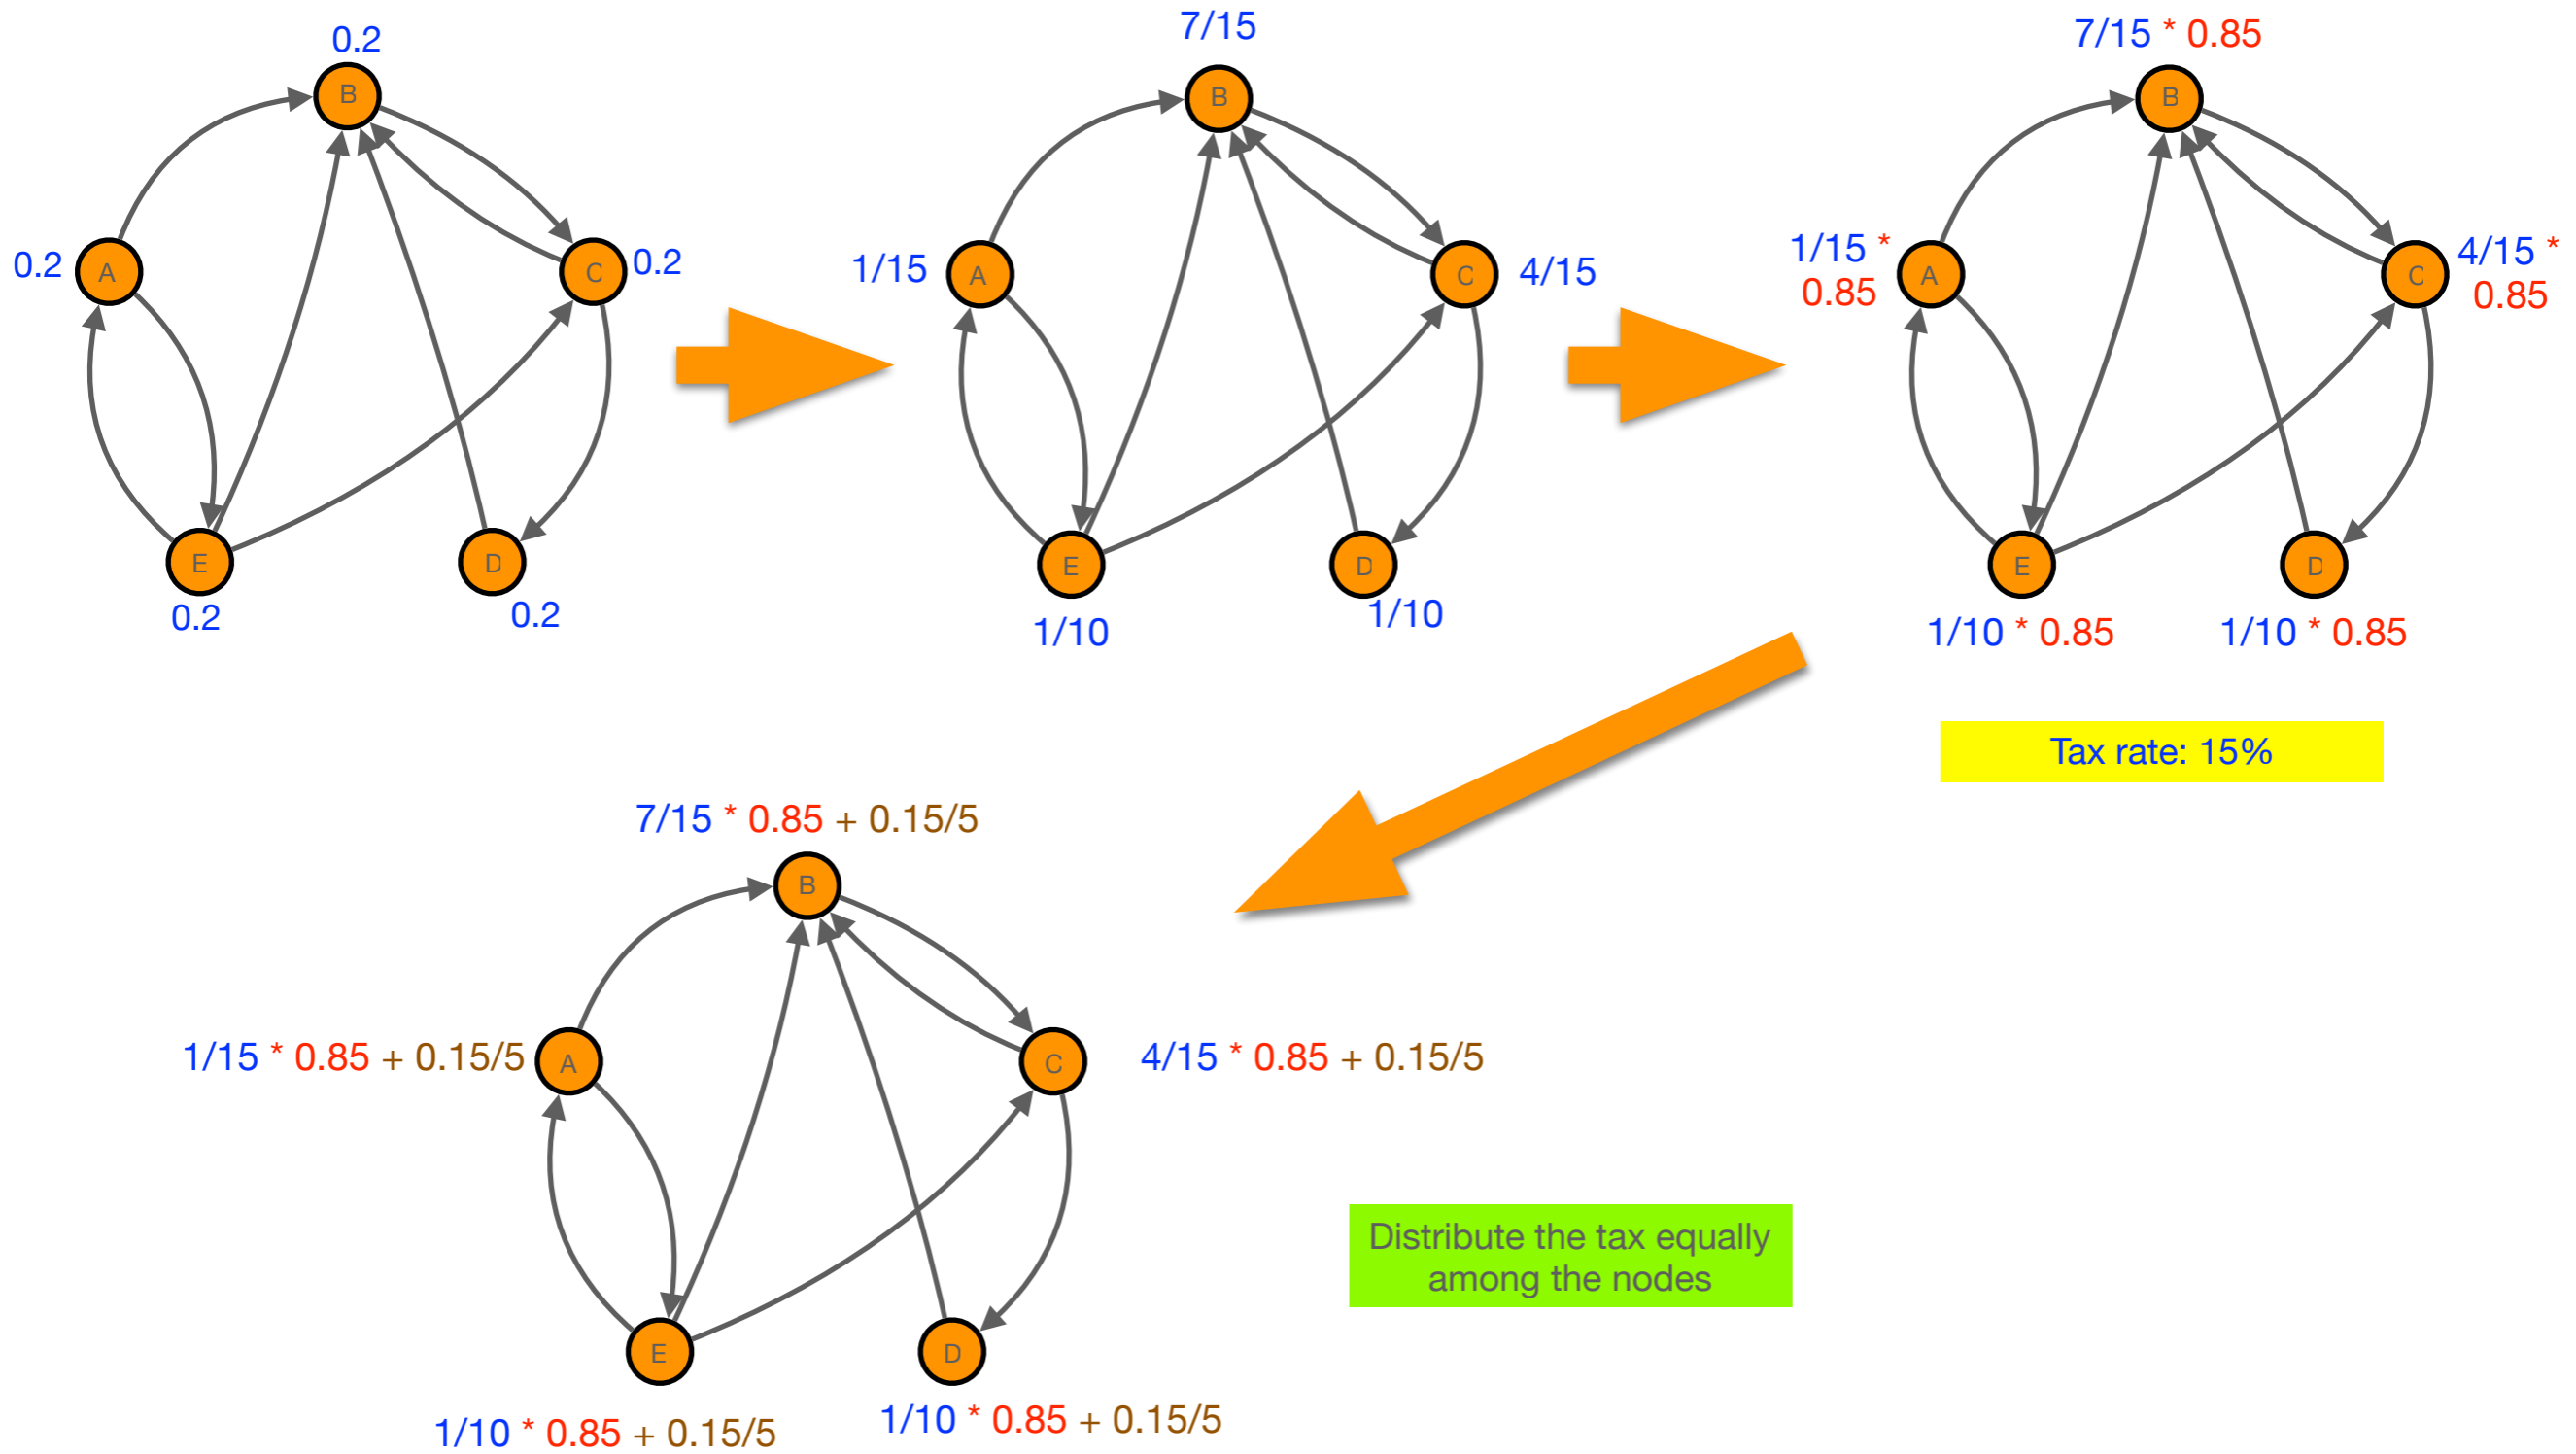 0.2
B
0.2
A
C
0.2
E
D
0.2
0.2
7/15
B
1/15
A
C
4/15
E
D
1/10
1/10
7/15 * 0.85
B
1/15 *
0.85
A
C
4/15 *
0.85
E
D
1/10 * 0.85
1/10 * 0.85
Tax rate: 15%
7/15 * 0.85 + 0.15/5
B
1/15 * 0.85 + 0.15/5
A
C
4/15 * 0.85 + 0.15/5
Distribute the tax equally
among the nodes
E
D
1/10 * 0.85 + 0.15/5
1/10 * 0.85 + 0.15/5